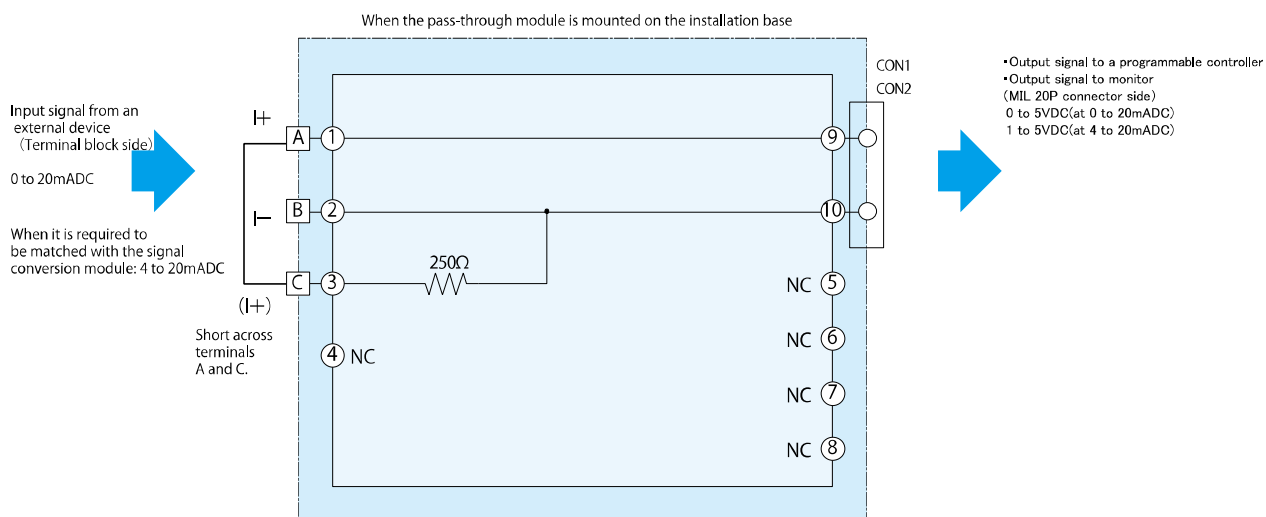 When the pass-through module is mounted on the installation base
Input signal from an
external device
(Terminal block side)
0 to 20mADC
When it is required to
be matched with the signal
conversion module: 4 to 20mADC
I+
I−
(I+)
Short across
terminals
A and C.
A
B
C
1
2
3
4 NC
250Ω
9
10
NC 5
NC 6
NC 7
NC 8
CON1
CON2
・Output signal to a programmable controller
・Output signal to monitor
(MIL 20P connector side)
0 to 5VDC(at 0 to 20mADC)
1 to 5VDC(at 4 to 20mADC)